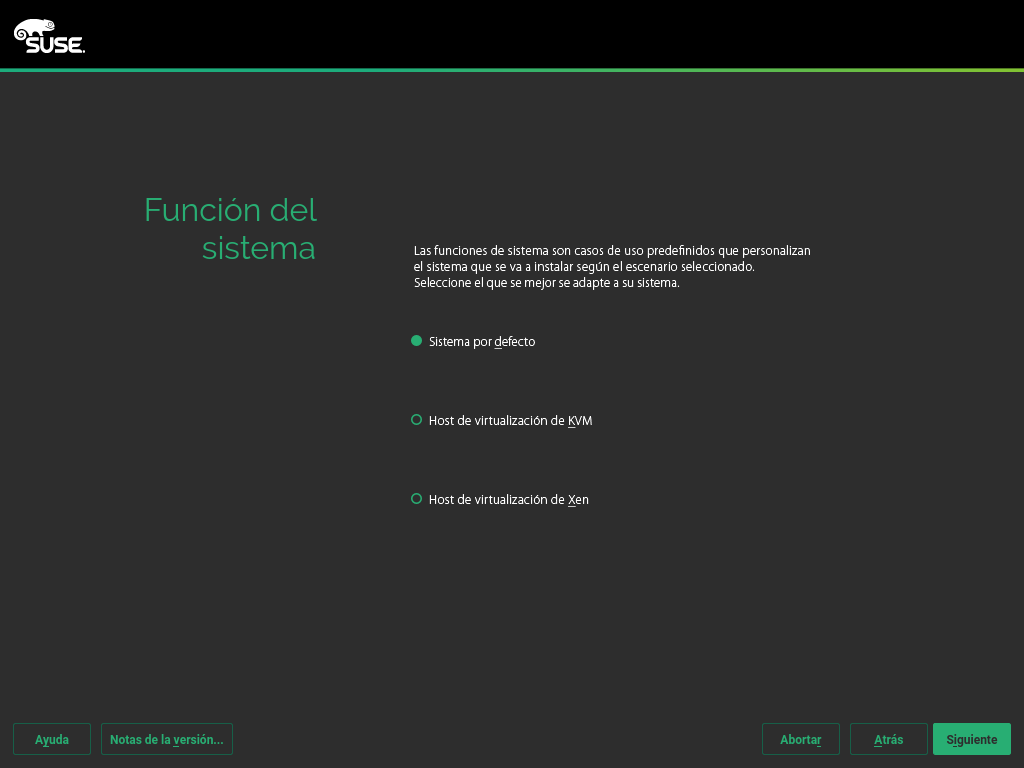 SUSE.
Función del
sistema
Las funciones de sistema son casos de uso predefinidos que personalizan
el sistema que se va a instalar según el escenario seleccionado.
Seleccione el que se mejor se adapte a su sistema.
Sistema por defecto
Host de virtualización de KVM
Host de virtualización de Xen
Ayuda
Notas de la versión...
Abortar
Atrás
Siguiente